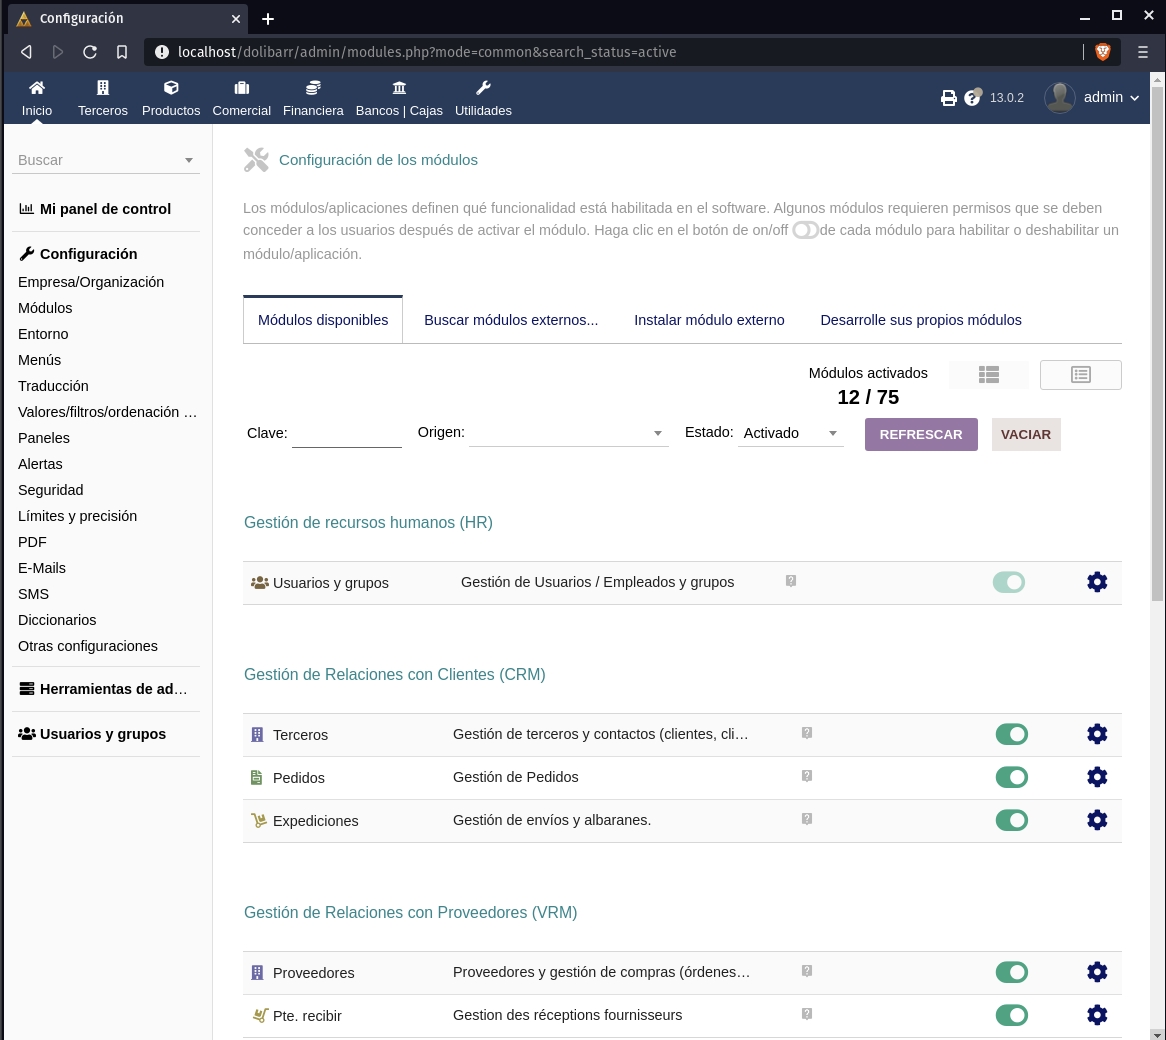 Configuración
localhost/dolibarr/admin/modules.php?mode=common&search_status=active
Inicio Terceros Productos Comercial Financiera Bancos | Cajas Utilidades 13.0.2 admin
Buscar
Mi panel de control
Configuración
Empresa/Organización
Módulos
Entorno
Menús
Traducción
Valores/filtros/ordenación ...
Paneles
Alertas
Seguridad
Límites y precisión
PDF
E-Mails
SMS
Diccionarios
Otras configuraciones
Herramientas de ad...
Usuarios y grupos
Configuración de los módulos
Los módulos/aplicaciones definen qué funcionalidad está habilitada en el software. Algunos módulos requieren permisos que se deben
conceder a los usuarios después de activar el módulo. Haga clic en el botón de on/off de cada módulo para habilitar o deshabilitar un
módulo/aplicación.
Módulos disponibles Buscar módulos externos... Instalar módulo externo Desarrolle sus propios módulos
Módulos activados
12 / 75
Clave: Origen: Estado: Activado REFRESCAR VACIAR
Gestión de recursos humanos (HR)
Usuarios y grupos Gestión de Usuarios / Empleados y grupos
Gestión de Relaciones con Clientes (CRM)
Terceros Gestión de terceros y contactos (clientes, cli...
Pedidos Gestión de Pedidos
Expediciones Gestión de envíos y albaranes.
Gestión de Relaciones con Proveedores (VRM)
Proveedores Proveedores y gestión de compras (órdenes...
Pte. recibir Gestion des réceptions fournisseurs